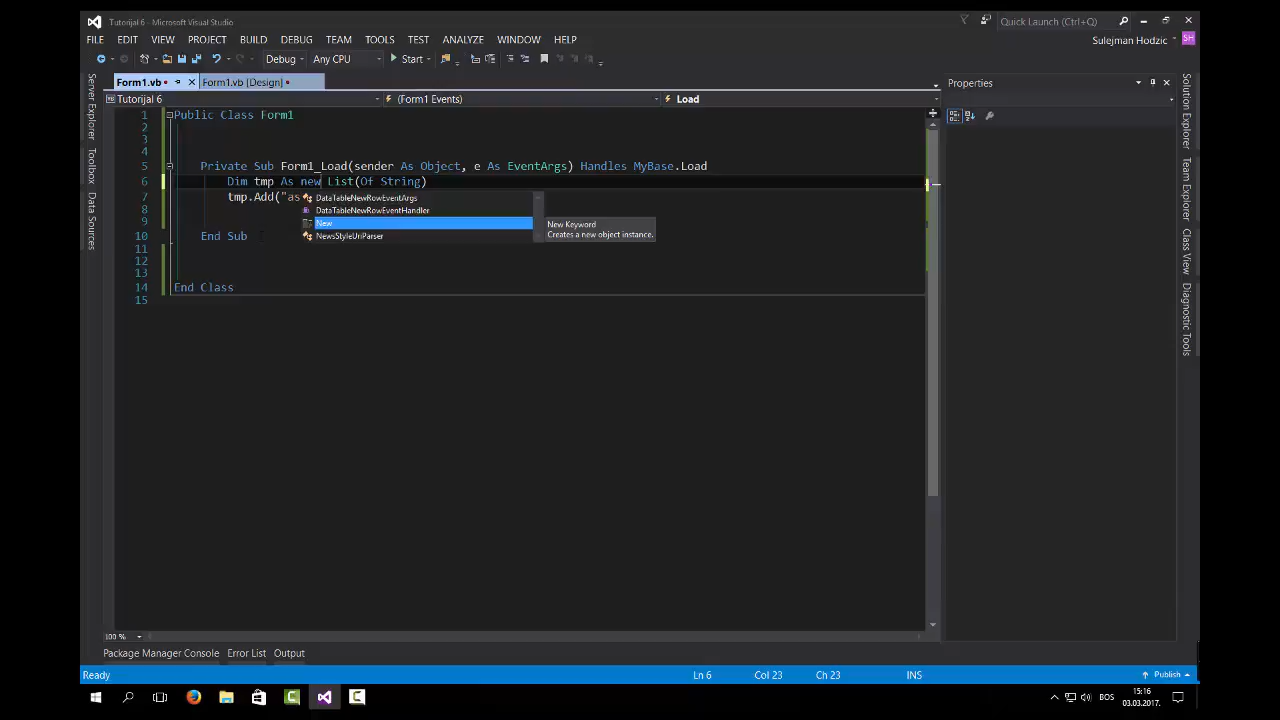 Tutorijal 6 - Microsoft Visual Studio
Quick Launch (Ctrl+Q)
FILE EDIT VIEW PROJECT BUILD DEBUG TEAM TOOLS TEST ANALYZE WINDOW HELP
Sulejman Hodzic SH
Debug Any CPU Start
Form1.vb Form1.vb [Design]
Tutorijal 6 (Form1 Events) Load
Server Explorer
Toolbox
Data Sources
1 Public Class Form1
2
3
4
5 Private Sub Form1_Load(sender As Object, e As EventArgs) Handles MyBase.Load
6 Dim tmp As new List(Of String)
7 tmp.Add("as
8
9
10 End Sub
11
12
13
14 End Class
15
DataTableNewRowEventArgs
DataTableNewRowEventHandler
New
NewsStyleUriParser
New Keyword
Creates a new object instance.
Properties
Solution Explorer
Team Explorer
Class View
Diagnostic Tools
100 %
Package Manager Console Error List Output
Ready Ln 6 Col 23 Ch 23 INS Publish
BOS 15:16
03.03.2017.